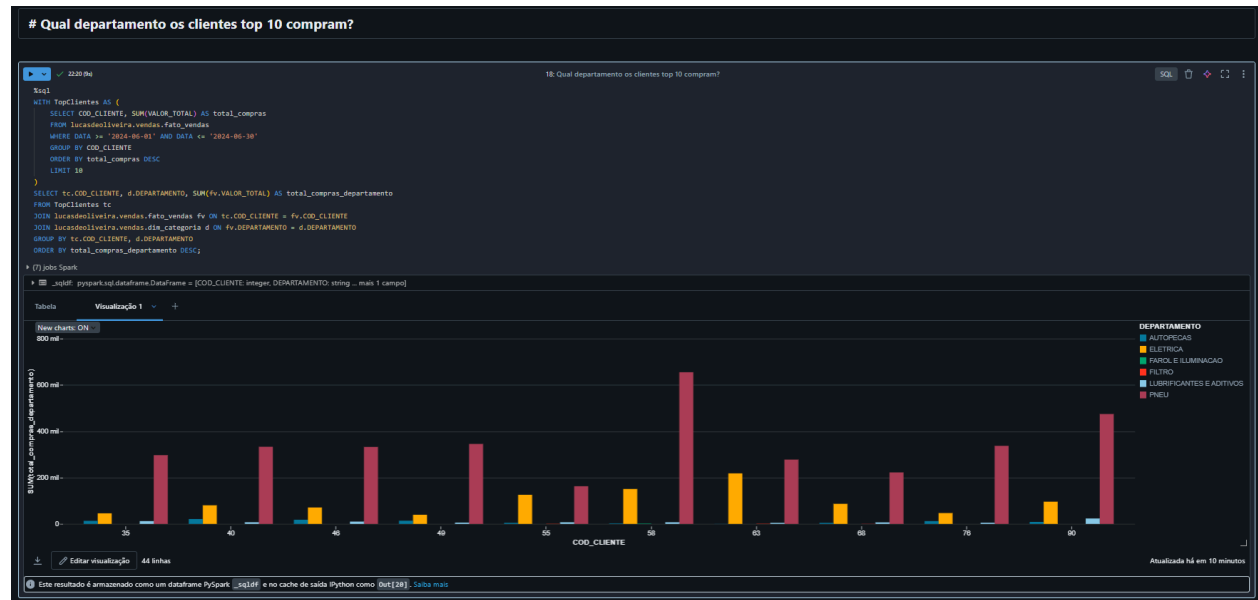 # Qual departamento os clientes top 10 compram?
22:20 (9s)
18: Qual departamento os clientes top 10 compram?
SQL
%sql
WITH TopClientes AS (
SELECT COD_CLIENTE, SUM(VALOR_TOTAL) AS total_compras
FROM lucasdeoliveira.vendas.fato_vendas
WHERE DATA >= '2024-06-01' AND DATA <= '2024-06-30'
GROUP BY COD_CLIENTE
ORDER BY total_compras DESC
LIMIT 10
)
SELECT tc.COD_CLIENTE, d.DEPARTAMENTO, SUM(fv.VALOR_TOTAL) AS total_compras_departamento
FROM TopClientes tc
JOIN lucasdeoliveira.vendas.fato_vendas fv ON tc.COD_CLIENTE = fv.COD_CLIENTE
JOIN lucasdeoliveira.vendas.dim_categoria d ON fv.DEPARTAMENTO = d.DEPARTAMENTO
GROUP BY tc.COD_CLIENTE, d.DEPARTAMENTO
ORDER BY total_compras_departamento DESC;
(7) jobs Spark
_sqldf: pyspark.sql.dataframe.DataFrame = [COD_CLIENTE: integer, DEPARTAMENTO: string ... mais 1 campo]
Tabela
Visualização 1
+
New charts: ON
800 mil
600 mil
400 mil
200 mil
0
SUM(total_compras_departamento)
35 40 46 49 55 58 63 68 76 90
COD_CLIENTE
DEPARTAMENTO
AUTOPECAS
ELETRICA
FAROL E ILUMINACAO
FILTRO
LUBRIFICANTES E ADITIVOS
PNEU
Editar visualização
44 linhas
Atualizada há em 10 minutos
Este resultado é armazenado como um dataframe PySpark _sqldf e no cache de saída IPython como Out[20]. Saiba mais